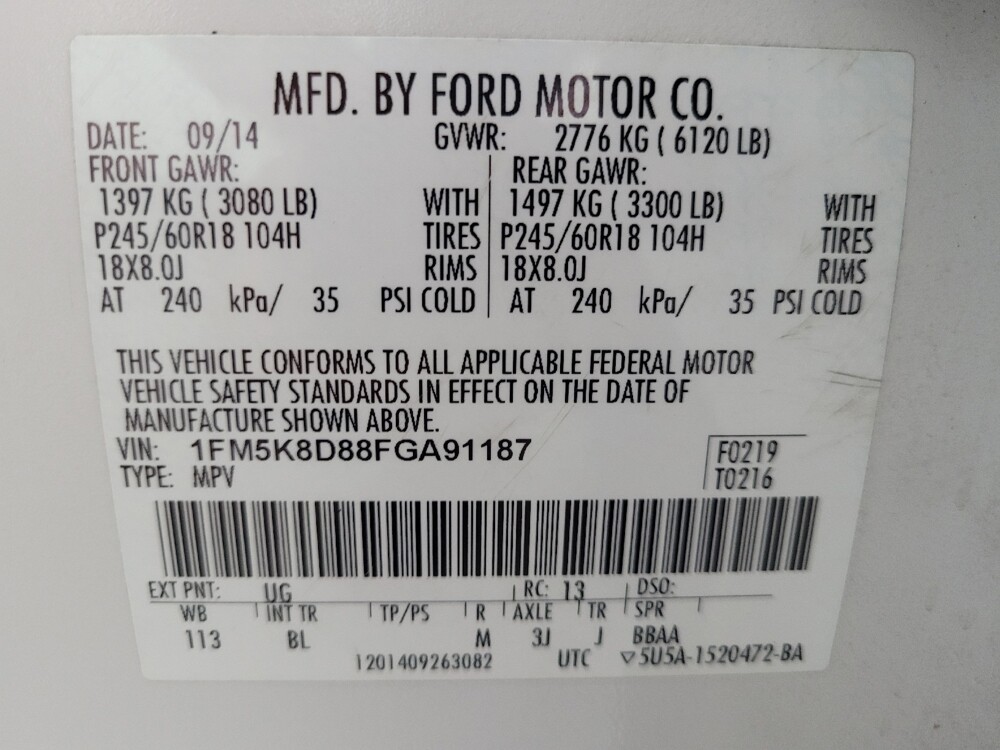 MFD. BY FORD MOTOR CO.
DATE: 09/14 GVWR: 2776 KG ( 6120 LB)
FRONT GAWR: REAR GAWR:
1397 KG ( 3080 LB) WITH 1497 KG ( 3300 LB) WITH
P245/60R18 104H TIRES P245/60R18 104H TIRES
18X8.0J RIMS 18X8.0J RIMS
AT 240 kPa/ 35 PSI COLD AT 240 kPa/ 35 PSI COLD
THIS VEHICLE CONFORMS TO ALL APPLICABLE FEDERAL MOTOR
VEHICLE SAFETY STANDARDS IN EFFECT ON THE DATE OF
MANUFACTURE SHOWN ABOVE.
VIN: 1FM5K8D88FGA91187 F0219
TYPE: MPV T0216
EXT PNT: UG RC: 13 DSO:
WB INT TR TP/PS R AXLE TR SPR
113 BL M 3J J BBAA
1201409263082 UTC ▽5U5A-1520472-BA